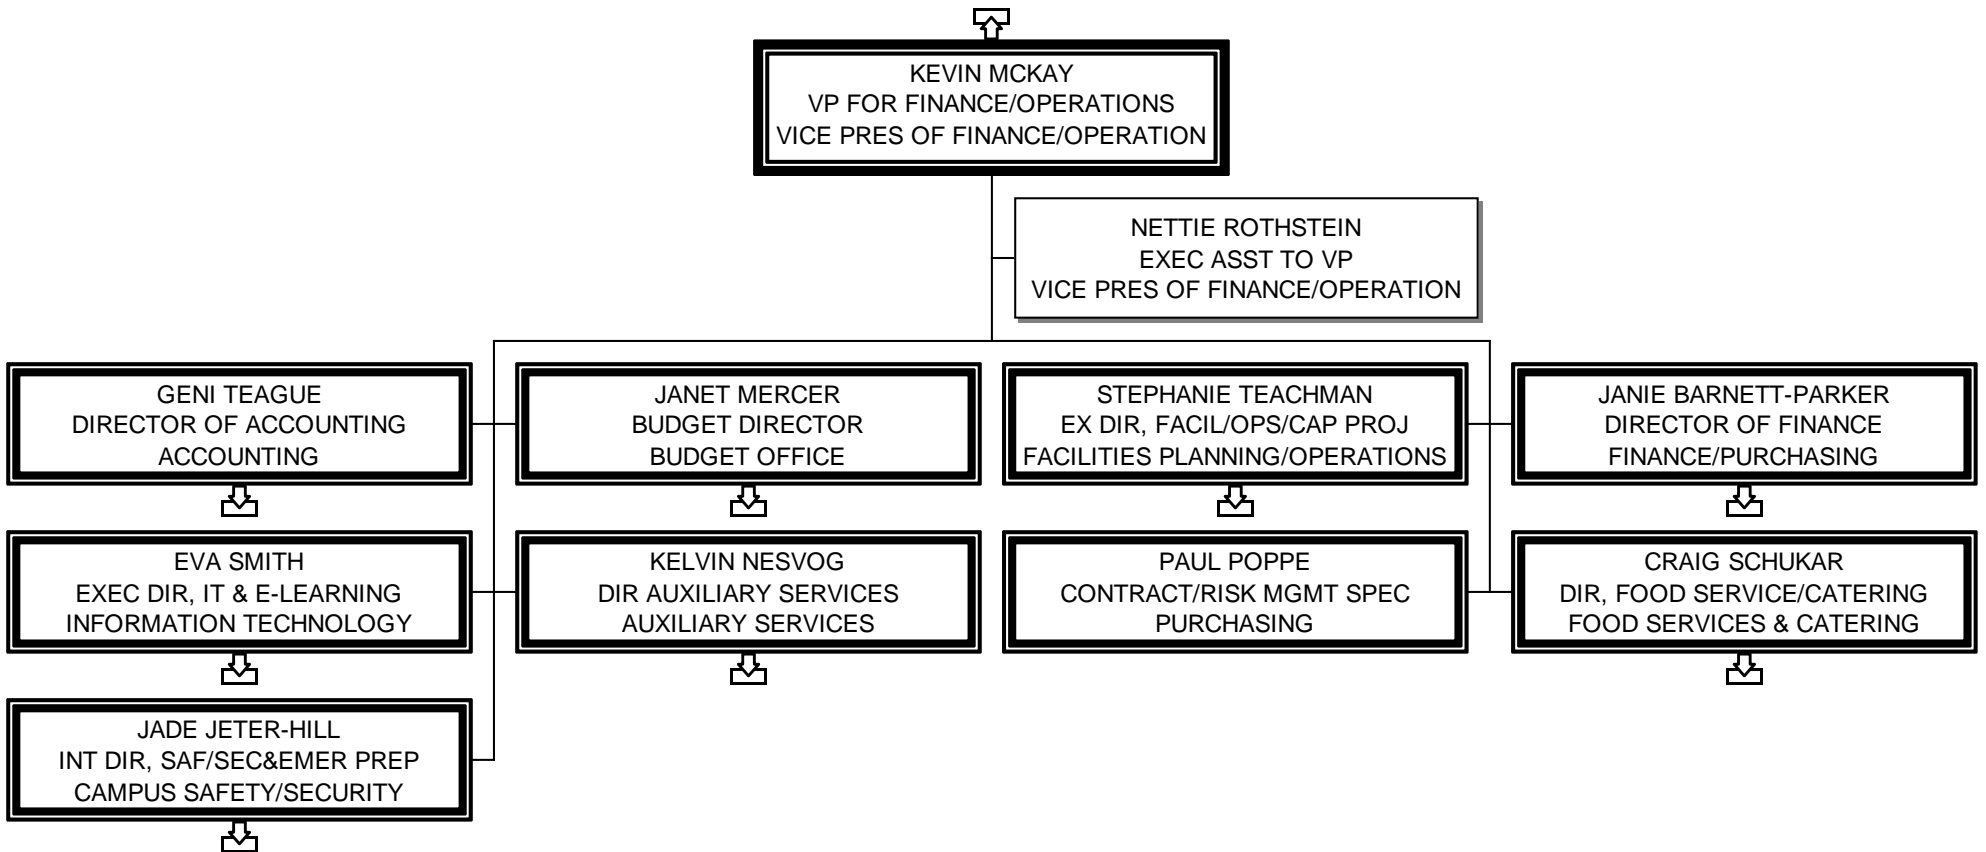 KEVIN MCKAY
VP FOR FINANCE/OPERATIONS
VICE PRES OF FINANCE/OPERATION
NETTIE ROTHSTEIN
EXEC ASST TO VP
VICE PRES OF FINANCE/OPERATION
GENI TEAGUE
DIRECTOR OF ACCOUNTING
ACCOUNTING
JANET MERCER
BUDGET DIRECTOR
BUDGET OFFICE
STEPHANIE TEACHMAN
EX DIR, FACIL/OPS/CAP PROJ
FACILITIES PLANNING/OPERATIONS
JANIE BARNETT-PARKER
DIRECTOR OF FINANCE
FINANCE/PURCHASING
EVA SMITH
EXEC DIR, IT & E-LEARNING
INFORMATION TECHNOLOGY
KELVIN NESVOG
DIR AUXILIARY SERVICES
AUXILIARY SERVICES
PAUL POPPE
CONTRACT/RISK MGMT SPEC
PURCHASING
CRAIG SCHUKAR
DIR, FOOD SERVICE/CATERING
FOOD SERVICES & CATERING
JADE JETER-HILL
INT DIR, SAF/SEC&EMER PREP
CAMPUS SAFETY/SECURITY